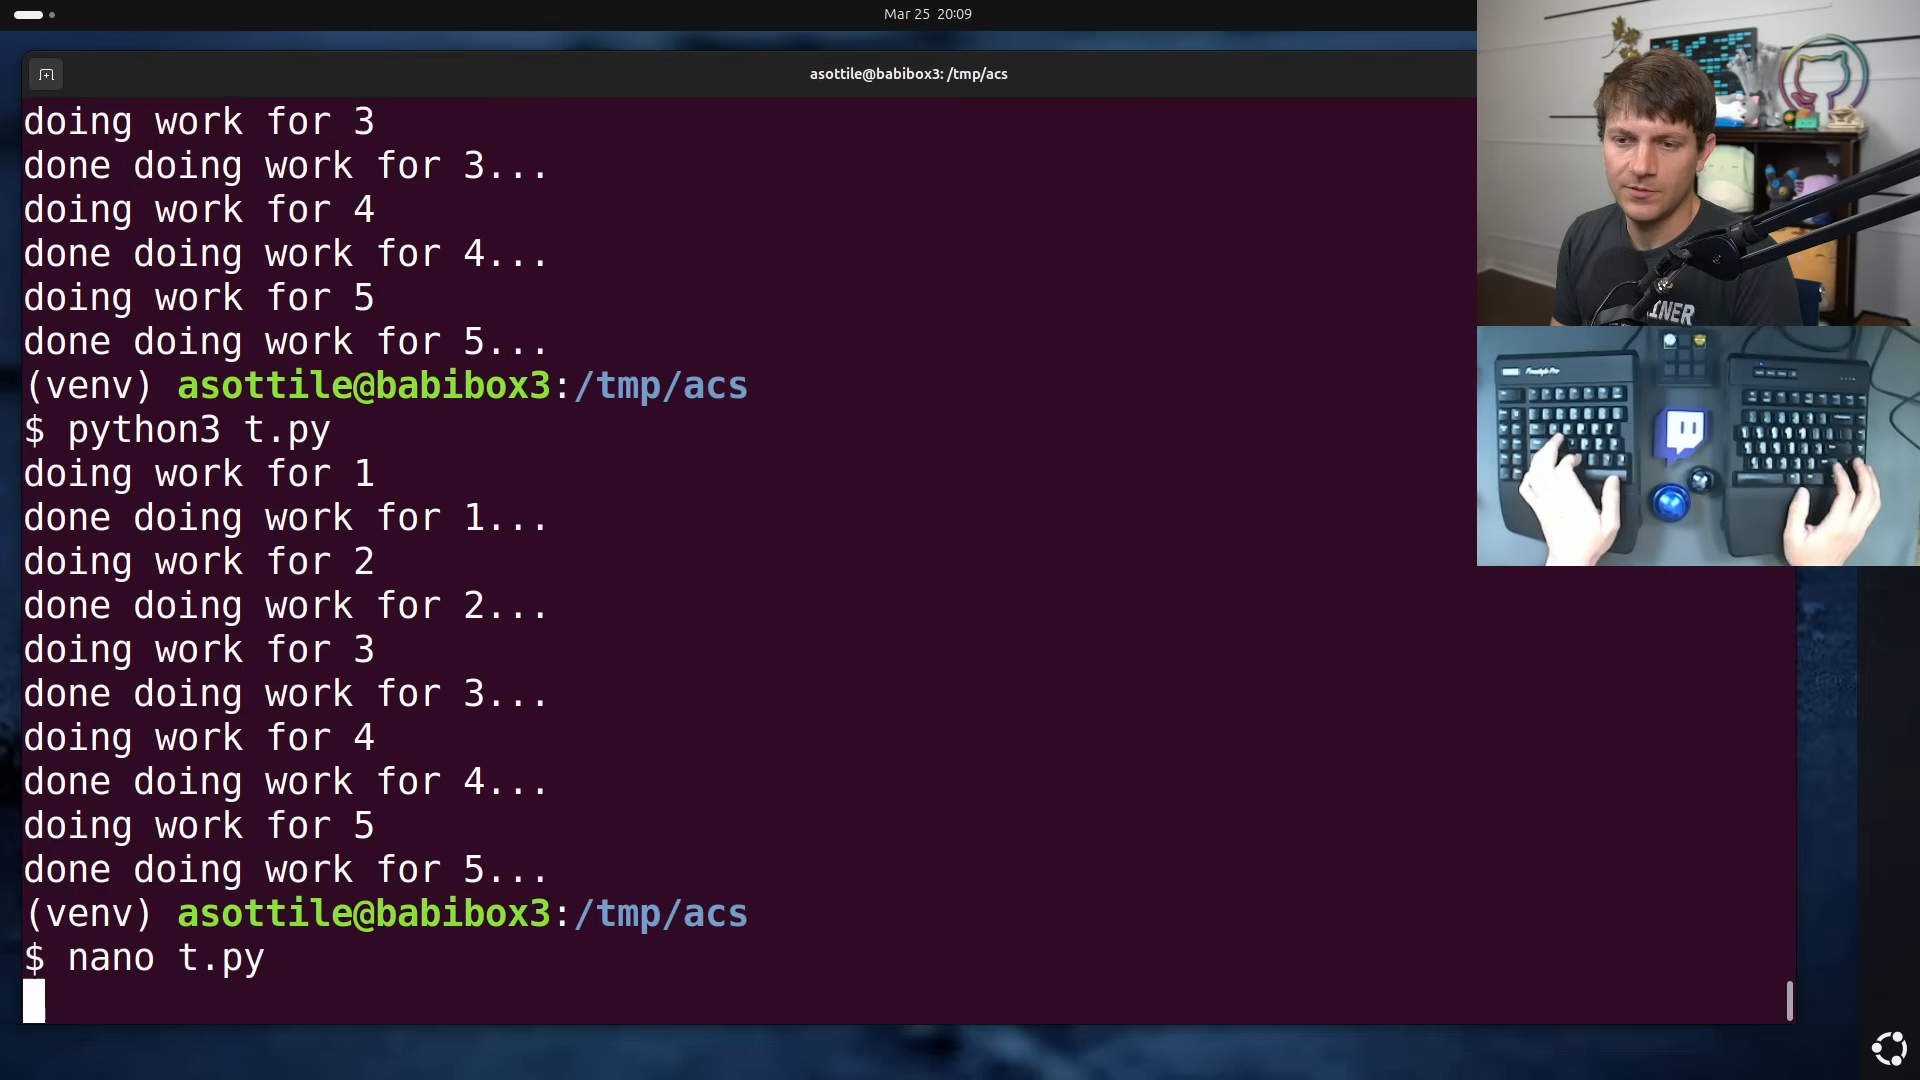 Mar 25 20:09
asottile@babibox3: /tmp/acs
doing work for 3
done doing work for 3...
doing work for 4
done doing work for 4...
doing work for 5
done doing work for 5...
(venv) asottile@babibox3:/tmp/acs
$ python3 t.py
doing work for 1
done doing work for 1...
doing work for 2
done doing work for 2...
doing work for 3
done doing work for 3...
doing work for 4
done doing work for 4...
doing work for 5
done doing work for 5...
(venv) asottile@babibox3:/tmp/acs
$ nano t.py
INER
Freestyle Pro